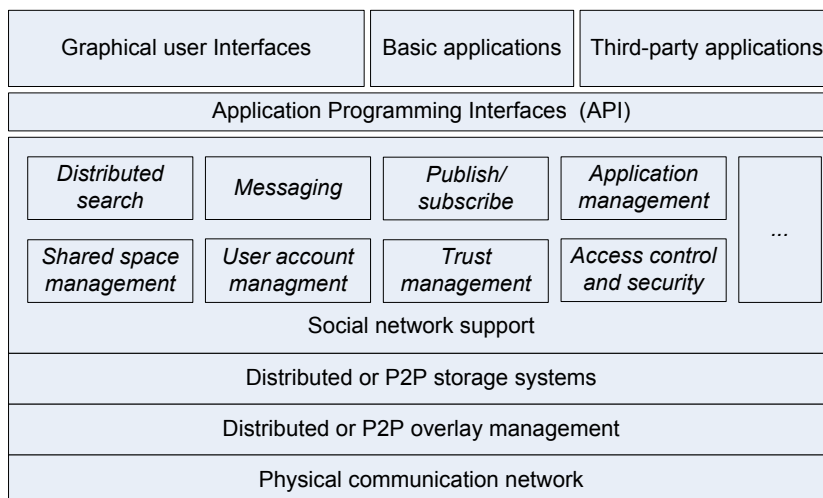 Graphical user Interfaces
Basic applications
Third-party applications
Application Programming Interfaces (API)
Distributed
search
Messaging
Publish/
subscribe
Application
management
...
Shared space
management
User account
managment
Trust
management
Access control
and security
Social network support
Distributed or P2P storage systems
Distributed or P2P overlay management
Physical communication network